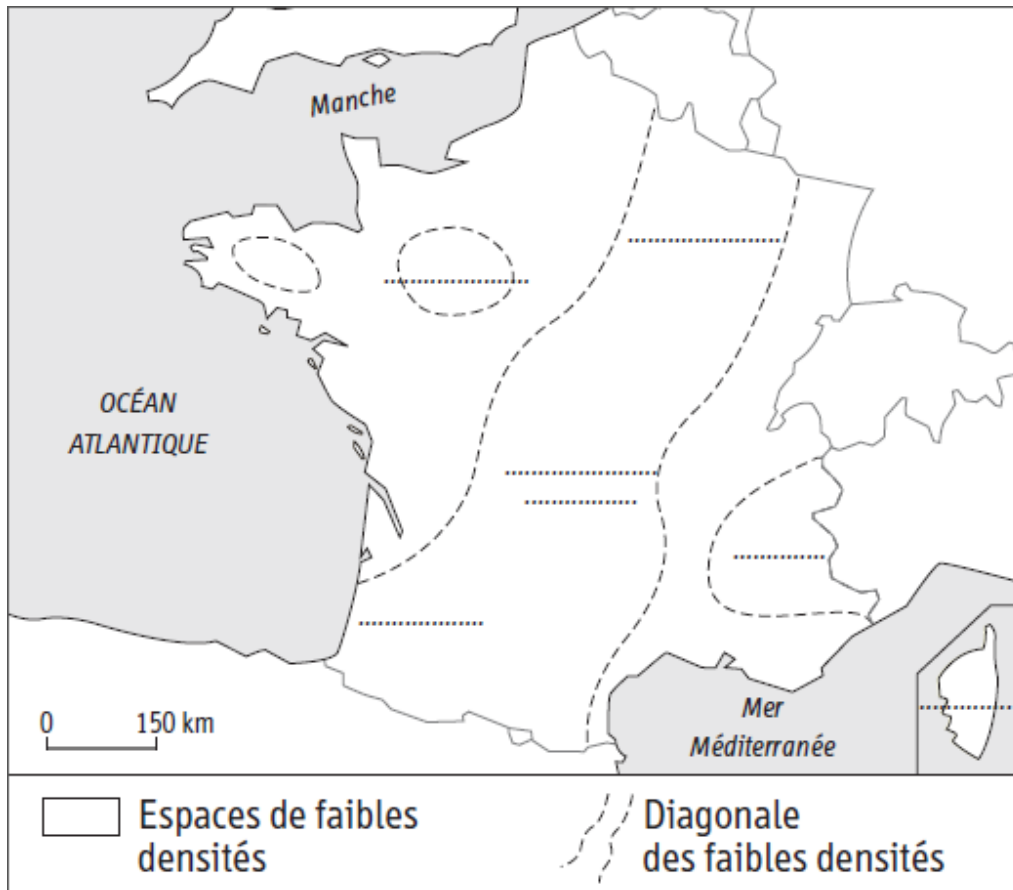 Manche
OCÉAN
ATLANTIQUE
0 150 km
Mer
Méditerranée
Espaces de faibles
densités
Diagonale
des faibles densités